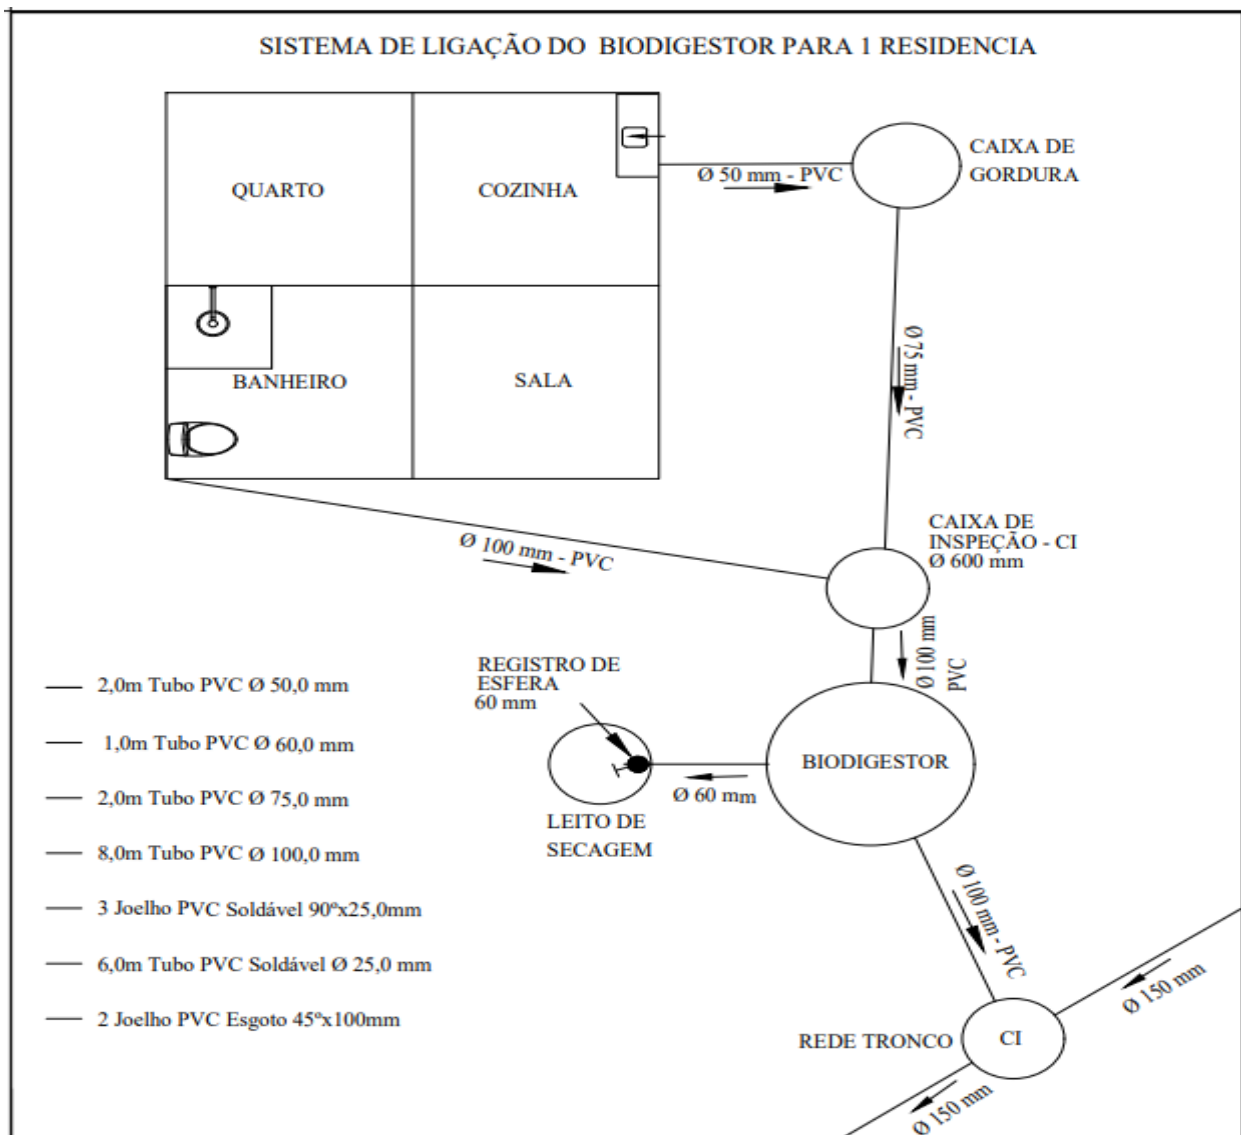 SISTEMA DE LIGAÇÃO DO BIODIGESTOR PARA 1 RESIDENCIA
QUARTO
COZINHA
BANHEIRO
SALA
Ø 50 mm - PVC
CAIXA DE
GORDURA
Ø 75 mm - PVC
Ø 100 mm - PVC
CAIXA DE
INSPEÇÃO - CI
Ø 600 mm
Ø 100 mm
PVC
REGISTRO DE
ESFERA
60 mm
BIODIGESTOR
Ø 60 mm
LEITO DE
SECAGEM
Ø 100 mm - PVC
Ø 150 mm
REDE TRONCO
CI
Ø 150 mm
2,0m Tubo PVC Ø 50,0 mm
1,0m Tubo PVC Ø 60,0 mm
2,0m Tubo PVC Ø 75,0 mm
8,0m Tubo PVC Ø 100,0 mm
3 Joelho PVC Soldável 90ºx25,0mm
6,0m Tubo PVC Soldável Ø 25,0 mm
2 Joelho PVC Esgoto 45ºx100mm